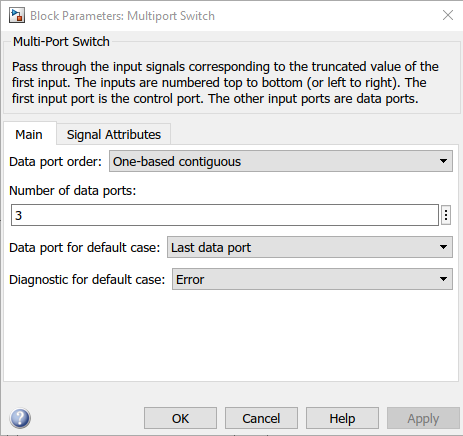 Block Parameters: Multiport Switch
Multi-Port Switch
Pass through the input signals corresponding to the truncated value of the
first input. The inputs are numbered top to bottom (or left to right). The
first input port is the control port. The other input ports are data ports.
Main Signal Attributes
Data port order: One-based contiguous
Number of data ports:
3
Data port for default case: Last data port
Diagnostic for default case: Error
? OK Cancel Help Apply